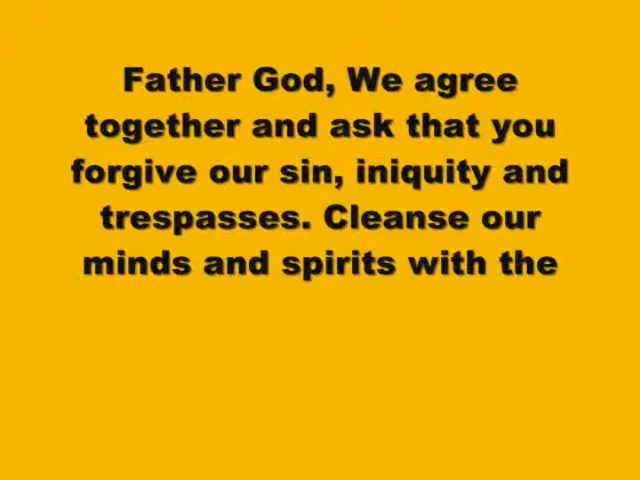 Father God, We agree
together and ask that you
forgive our sin, iniquity and
trespasses. Cleanse our
minds and spirits with the